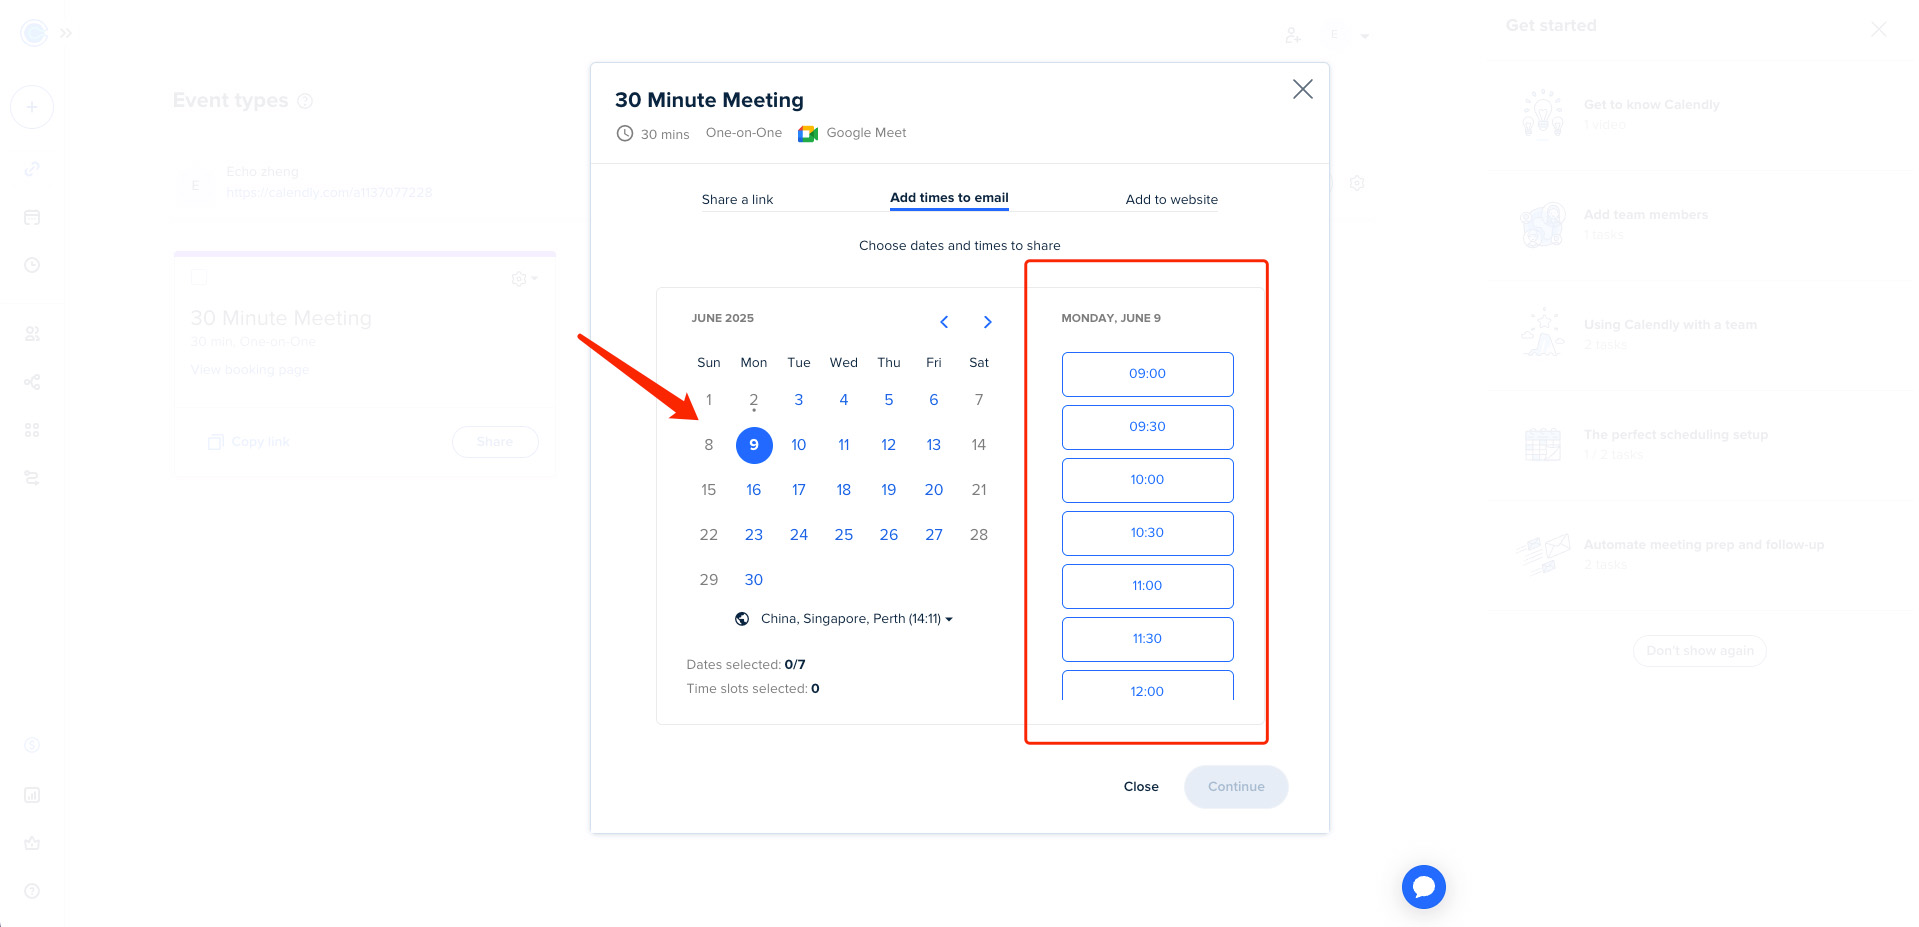 Get started
E
Event types
Echo zheng
https://calendly.com/a1137077228
E
30 Minute Meeting
30 min, One-on-One
View booking page
Copy link
Share
30 Minute Meeting
30 mins One-on-One Google Meet
Share a link Add times to email Add to website
Choose dates and times to share
JUNE 2025
Sun Mon Tue Wed Thu Fri Sat
1 2 3 4 5 6 7
8 9 10 11 12 13 14
15 16 17 18 19 20 21
22 23 24 25 26 27 28
29 30
China, Singapore, Perth (14:11)
Dates selected: 0/7
Time slots selected: 0
MONDAY, JUNE 9
09:00
09:30
10:00
10:30
11:00
11:30
12:00
Close Continue
Get to know Calendly
1 video
Add team members
1 tasks
Using Calendly with a team
2 tasks
The perfect scheduling setup
1 / 2 tasks
Automate meeting prep and follow-up
2 tasks
Don't show again